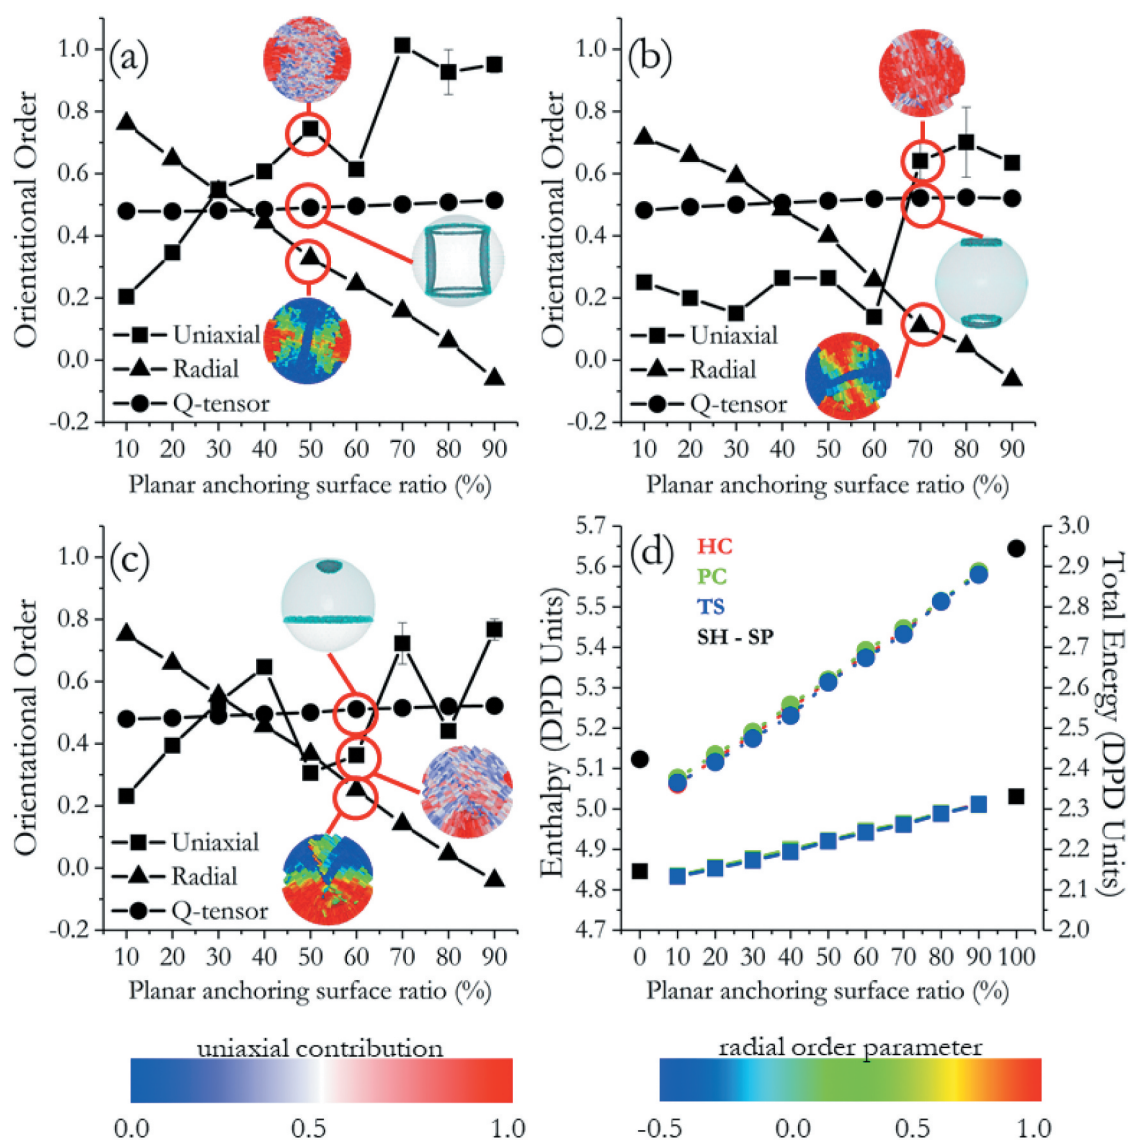 (a)
Orientational Order
1.0
0.8
0.6
0.4
0.2
0.0
-0.2
Uniaxial
Radial
Q-tensor
10 20 30 40 50 60 70 80 90
Planar anchoring surface ratio (%)
(b)
Orientational Order
1.0
0.8
0.6
0.4
0.2
0.0
-0.2
Uniaxial
Radial
Q-tensor
10 20 30 40 50 60 70 80 90
Planar anchoring surface ratio (%)
(c)
Orientational Order
1.0
0.8
0.6
0.4
0.2
0.0
-0.2
Uniaxial
Radial
Q-tensor
10 20 30 40 50 60 70 80 90
Planar anchoring surface ratio (%)
(d)
Enthalpy (DPD Units)
5.7
5.6
5.5
5.4
5.3
5.2
5.1
5.0
4.9
4.8
4.7
HC
PC
TS
SH - SP
3.0
2.9
2.8
2.7
2.6
2.5
2.4
2.3
2.2
2.1
2.0
Total Energy (DPD Units)
0 10 20 30 40 50 60 70 80 90 100
Planar anchoring surface ratio (%)
uniaxial contribution
0.0 0.5 1.0
radial order parameter
-0.5 0.0 0.5 1.0